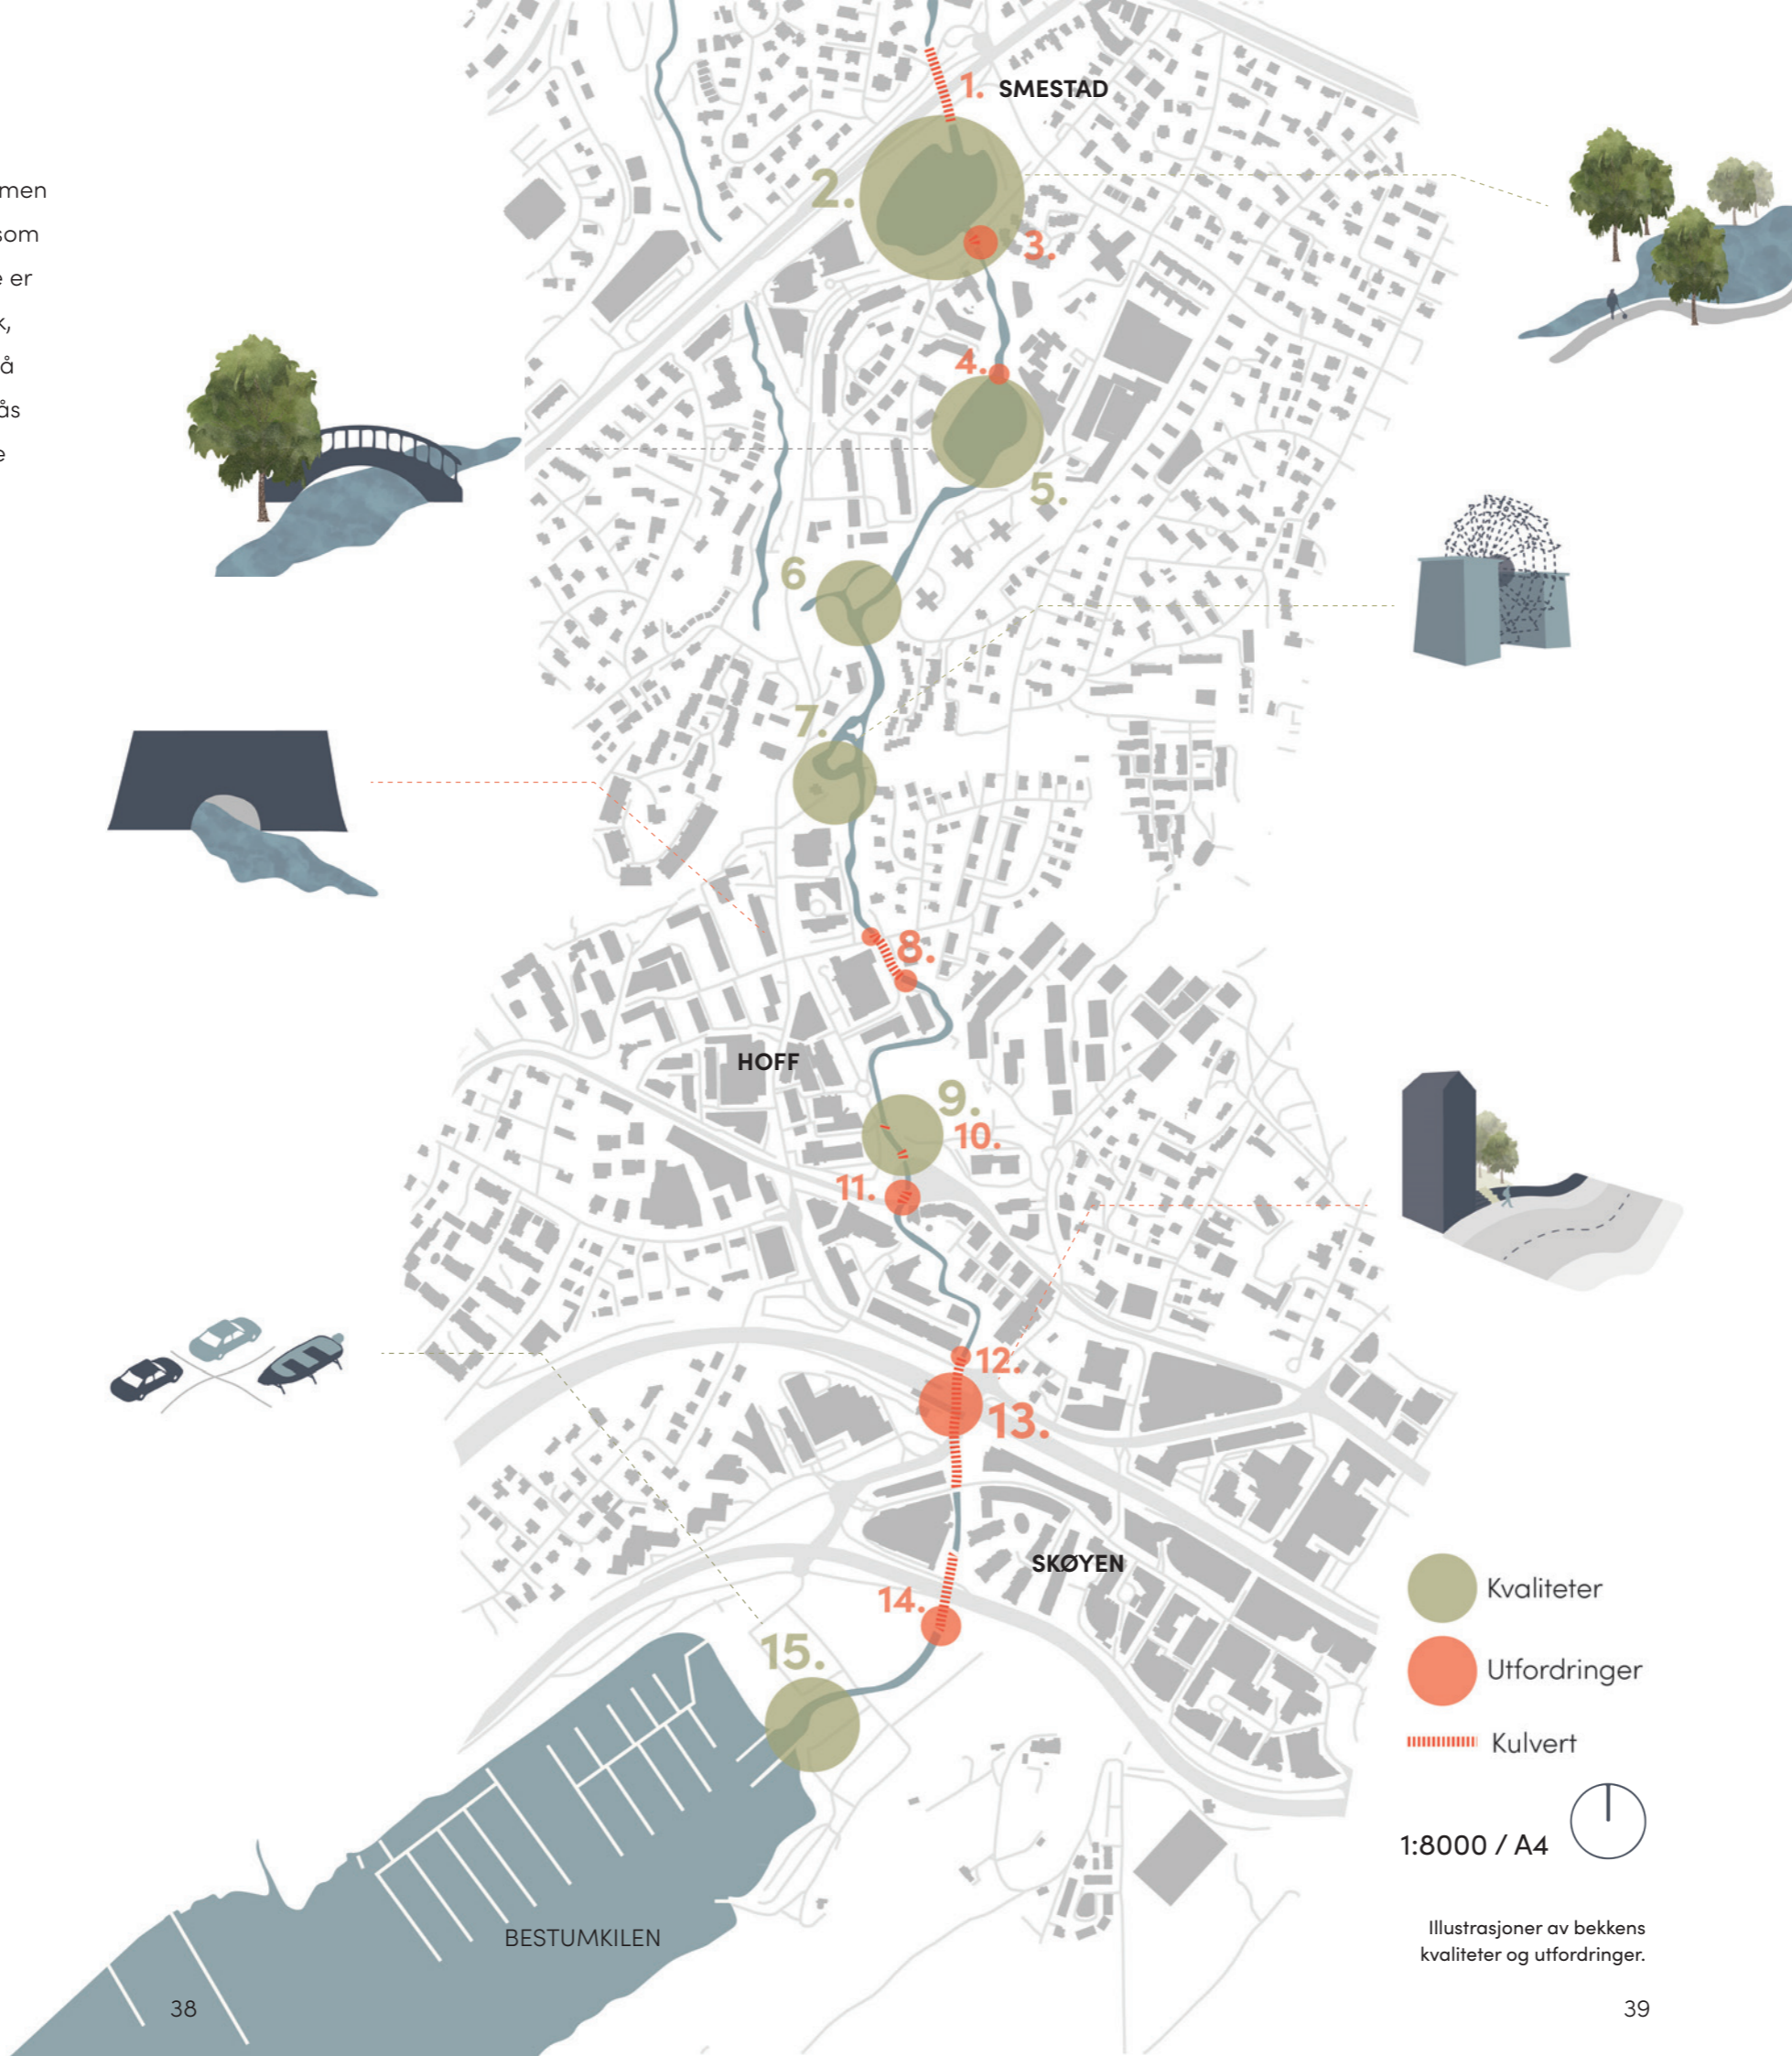 men
som
e er
k,
å
ås
e
1. SMESTAD
2.
3.
4.
5.
6
7.
8.
HOFF
9.
10.
11.
12.
13.
SKØYEN
14.
15.
BESTUMKILEN
Kvaliteter
Utfordringer
Kulvert
1:8000 / A4
Illustrasjoner av bekkens
kvaliteter og utfordringer.
38
39